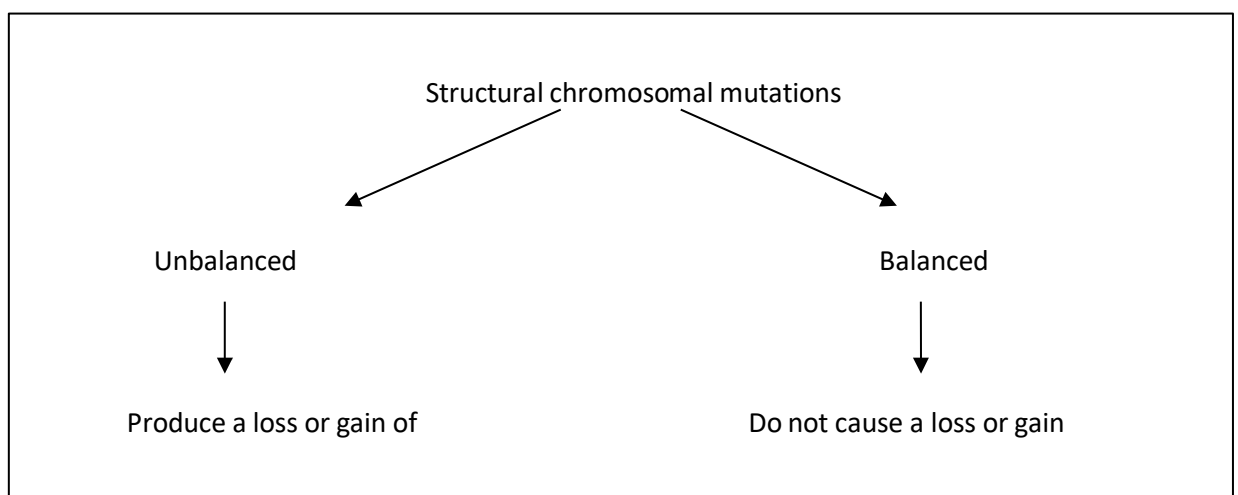 Structural chromosomal mutations
Unbalanced
Balanced
Produce a loss or gain of
Do not cause a loss or gain